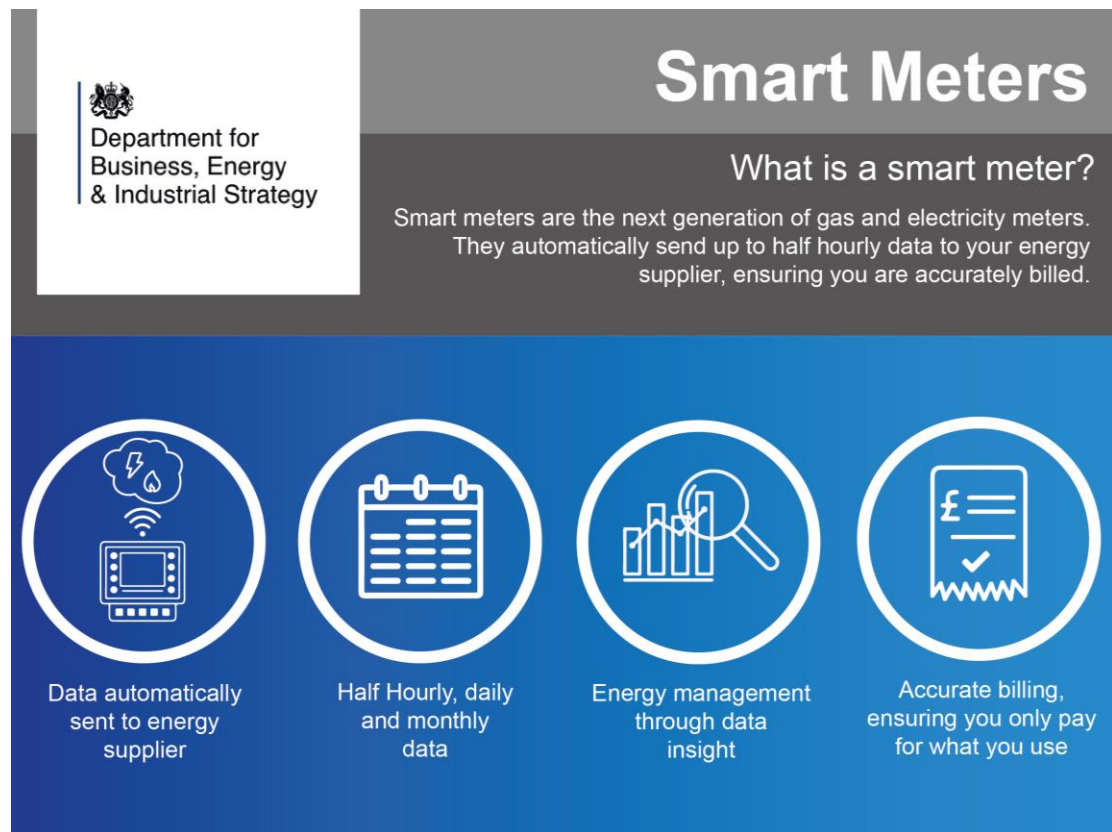 Department for
Business, Energy
& Industrial Strategy
Smart Meters
What is a smart meter?
Smart meters are the next generation of gas and electricity meters.
They automatically send up to half hourly data to your energy
supplier, ensuring you are accurately billed.
£
Data automatically
sent to energy
supplier
Half Hourly, daily
and monthly
data
Energy management
through data
insight
Accurate billing,
ensuring you only pay
for what you use